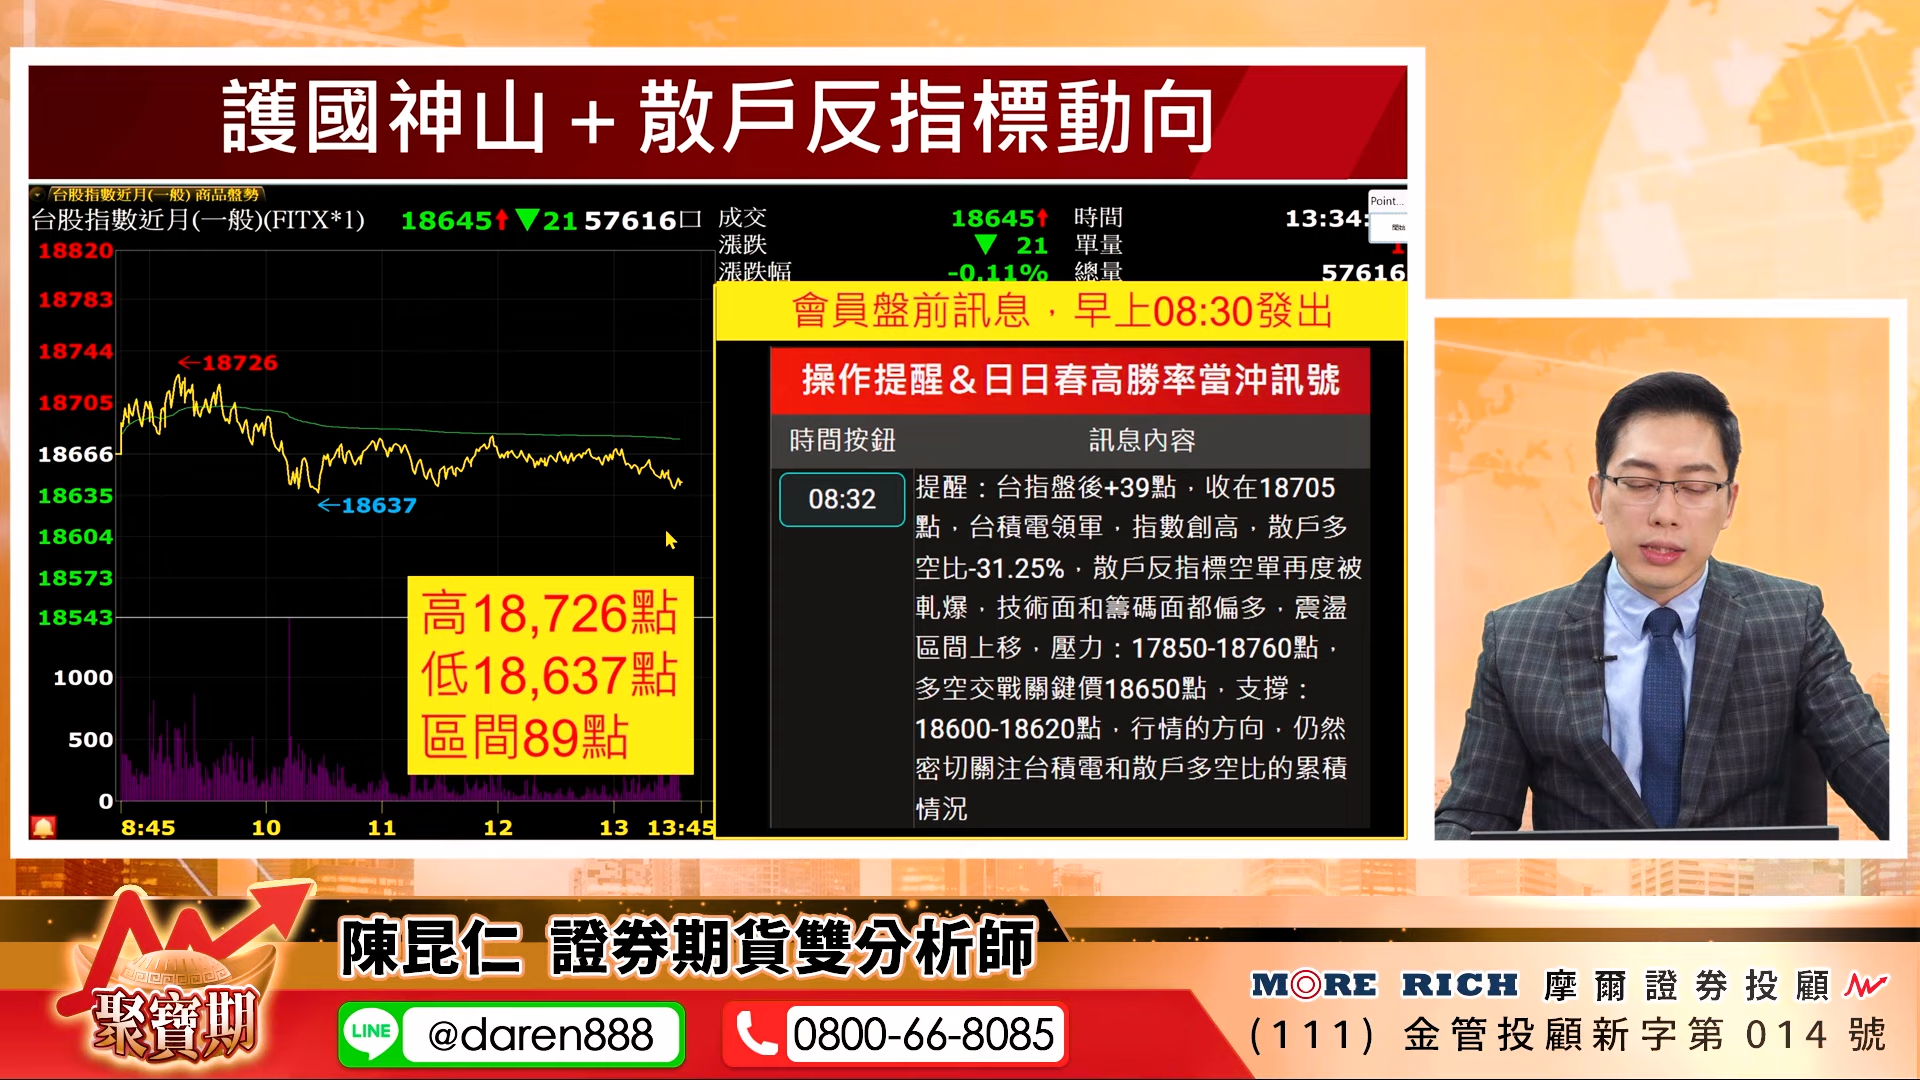 護國神山+散戶反指標動向
台股指數近月(一般) 商品盤勢
台股指數近月(一般)(FITX*1) 18645↑ ▼21 57616口
成交 18645↑ 時間 13:34:
漲跌 ▼ 21 單量 1
漲跌幅 -0.11% 總量 57616
Point...
開始
18820
18783
18744
18705
18666
18635
18604
18573
18543
1000
500
0
←18726
←18637
8:45 10 11 12 13 13:45
高18,726點
低18,637點
區間89點
會員盤前訊息,早上08:30發出
操作提醒&日日春高勝率當沖訊號
時間按鈕 訊息內容
08:32
提醒:台指盤後+39點,收在18705
點,台積電領軍,指數創高,散戶多
空比-31.25%,散戶反指標空單再度被
軋爆,技術面和籌碼面都偏多,震盪
區間上移,壓力:17850-18760點,
多空交戰關鍵價18650點,支撐:
18600-18620點,行情的方向,仍然
密切關注台積電和散戶多空比的累積
情況
聚寶期
陳昆仁 證券期貨雙分析師
LINE @daren888
0800-66-8085
MORE RICH 摩爾證券投顧
(111) 金管投顧新字第 014 號